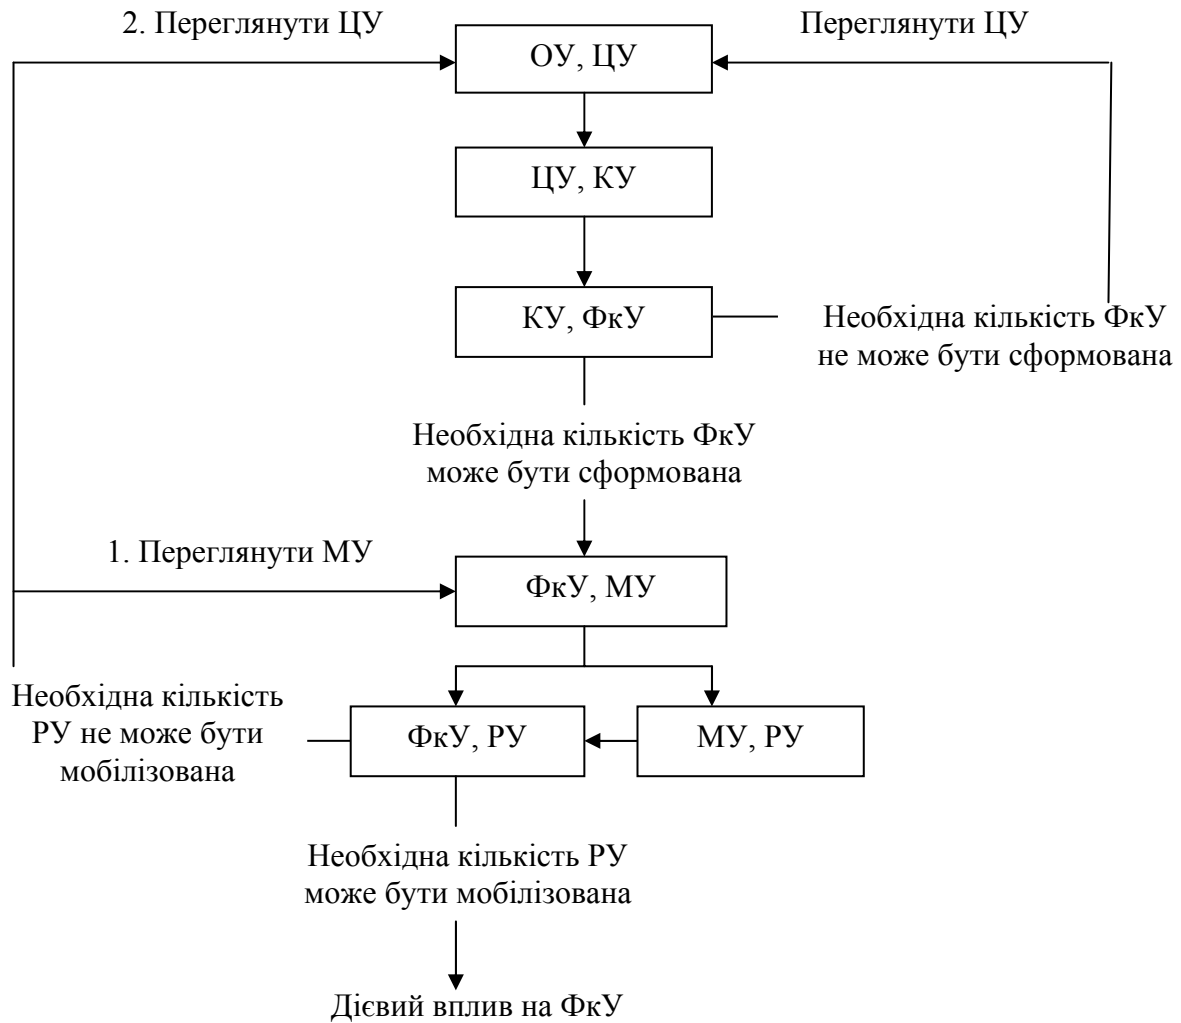 2. Переглянути ЦУ
Переглянути ЦУ
ОУ, ЦУ
ЦУ, КУ
КУ, ФкУ
Необхідна кількість ФкУ
не може бути сформована
Необхідна кількість ФкУ
може бути сформована
1. Переглянути МУ
ФкУ, МУ
Необхідна кількість
РУ не може бути
мобілізована
ФкУ, РУ
МУ, РУ
Необхідна кількість РУ
може бути мобілізована
Дієвий вплив на ФкУ